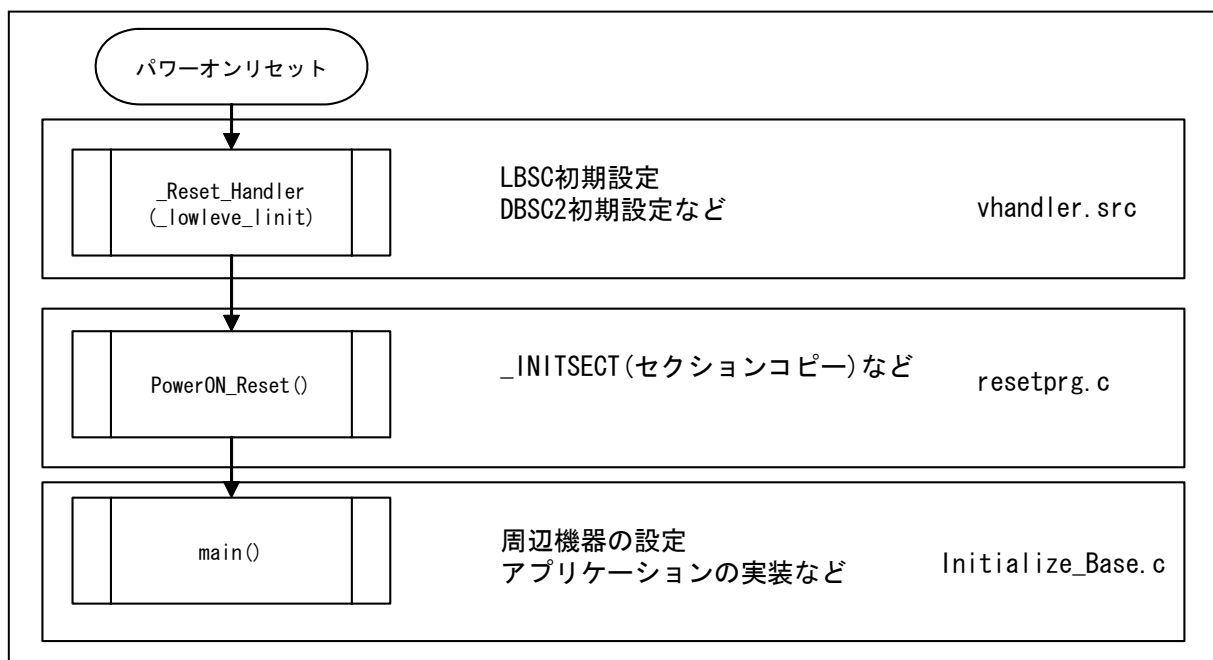 パワーオンリセット
_Reset_Handler
(_lowleve_linit)
LBSC初期設定
DBSC2初期設定など
vhandler.src
PowerON_Reset()
_INITSECT(セクションコピー)など
resetprg.c
main()
周辺機器の設定
アプリケーションの実装など
Initialize_Base.c